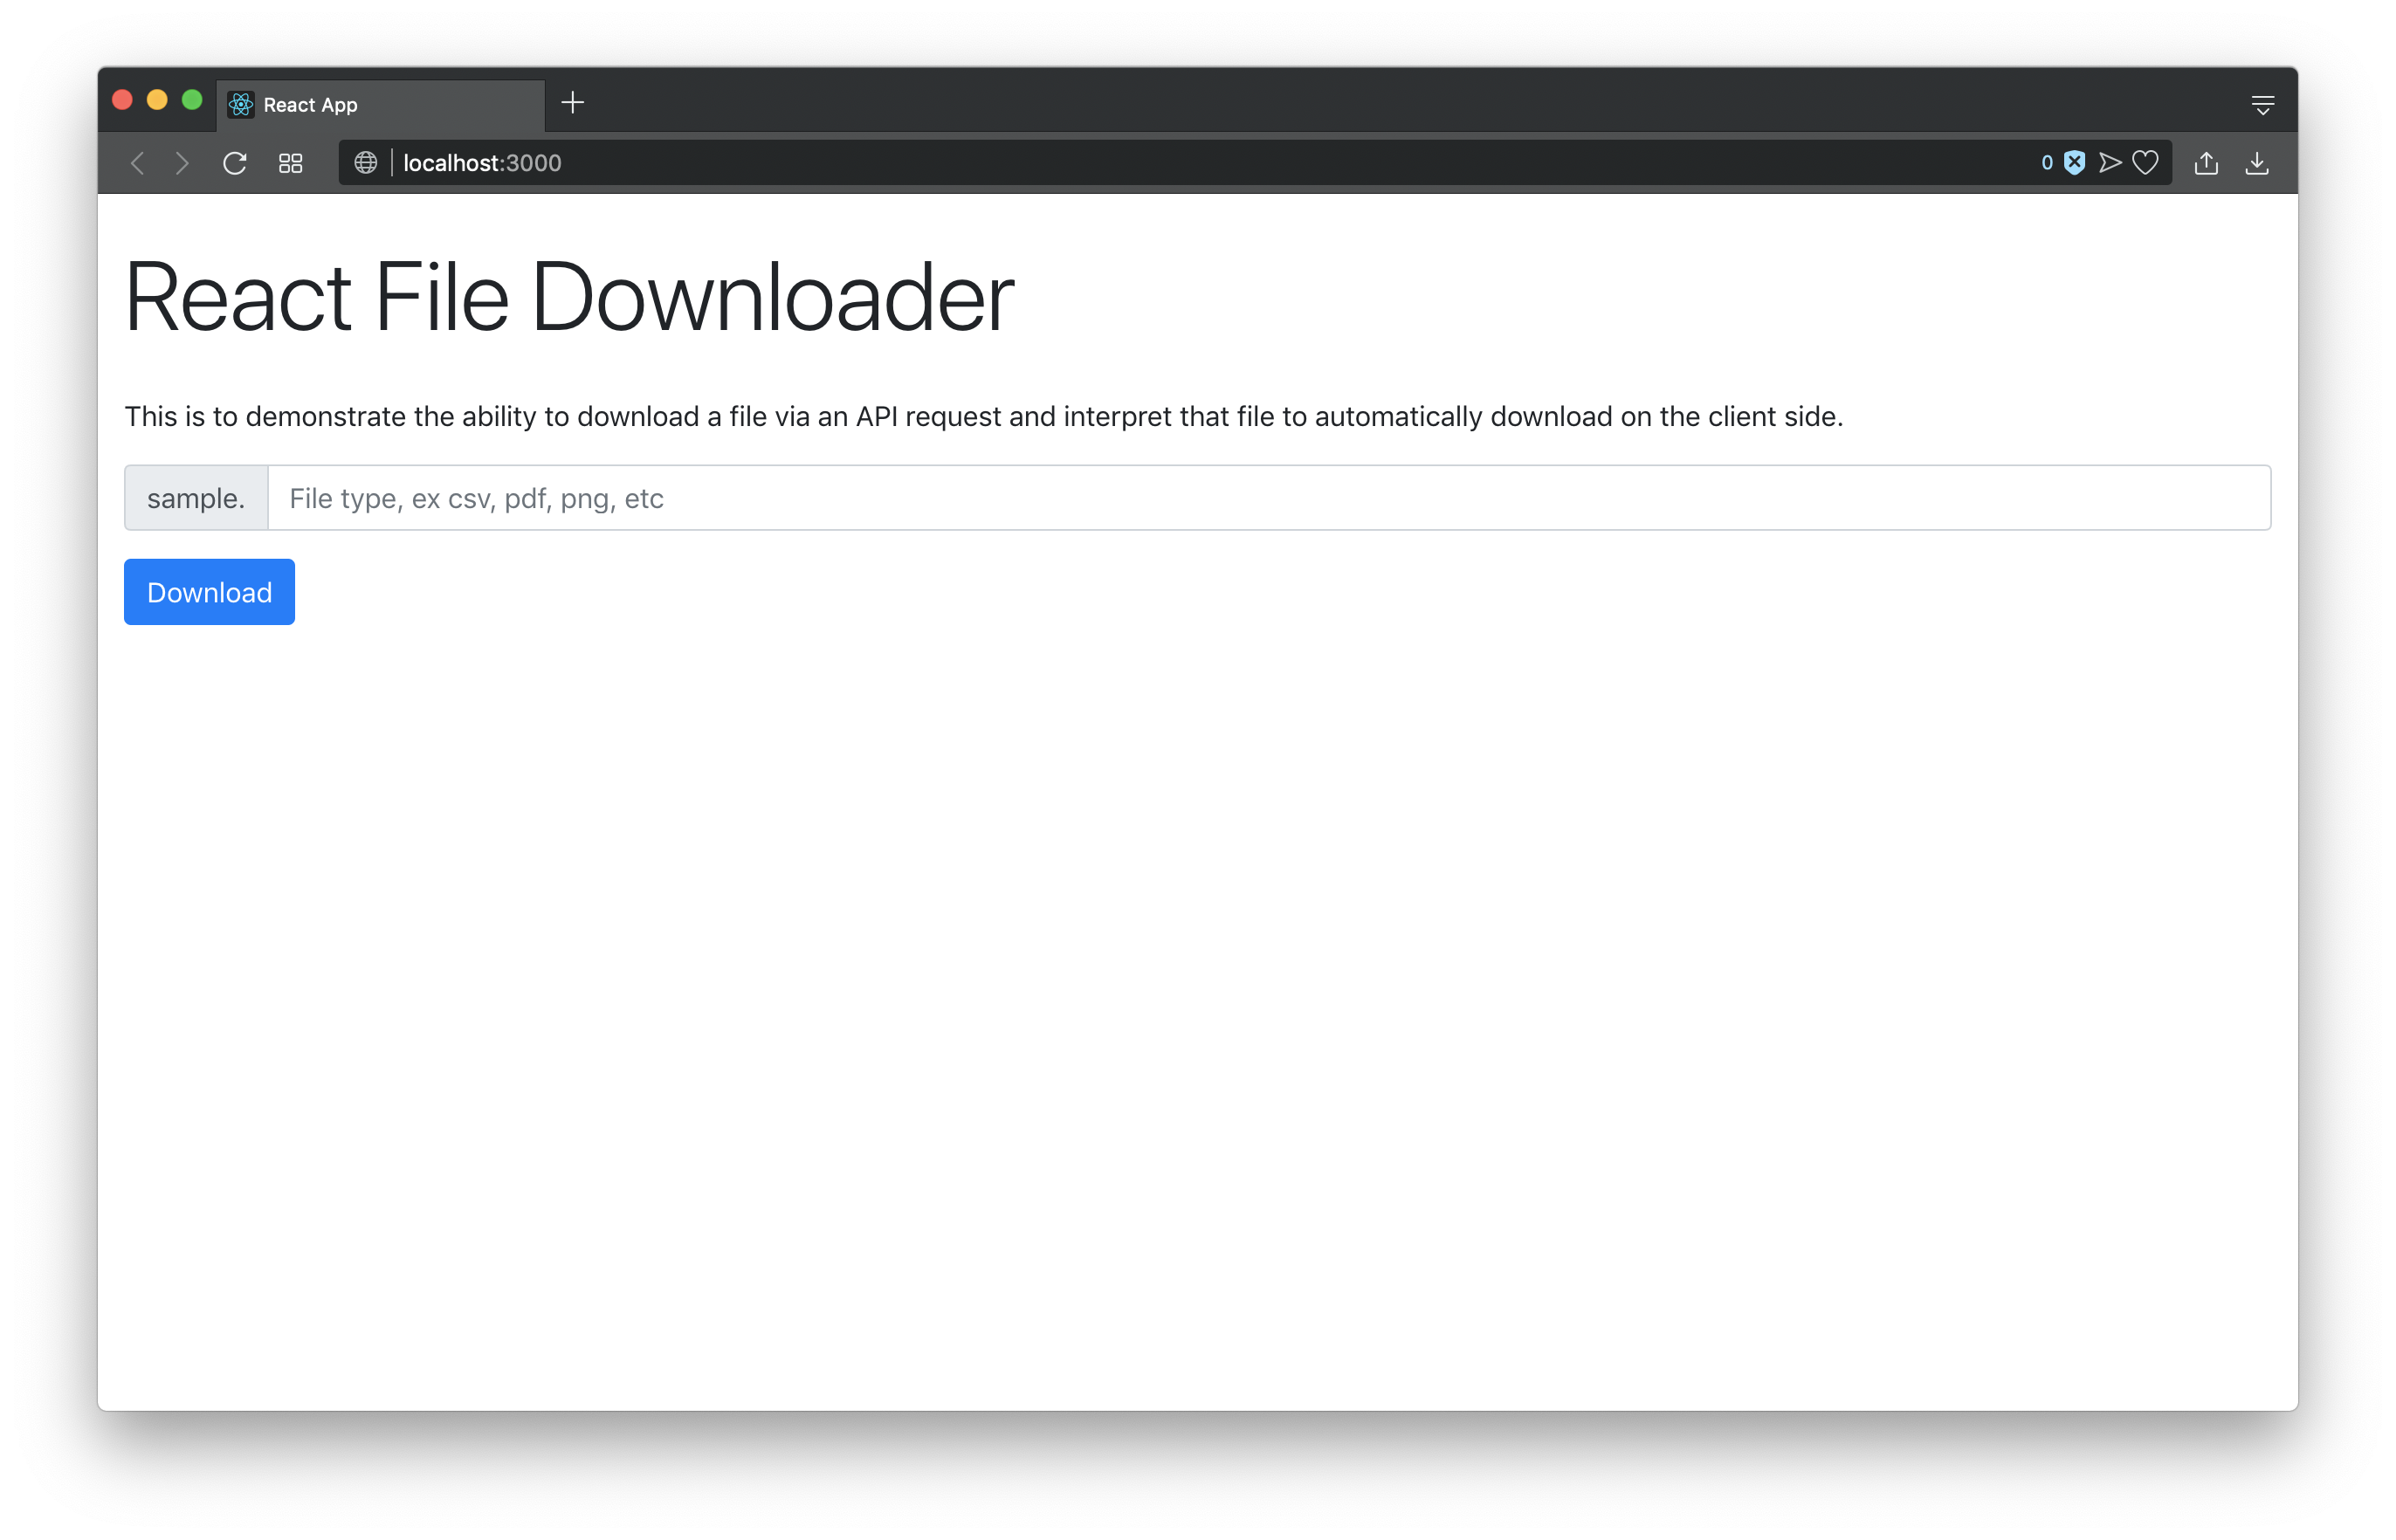 React App
localhost:3000
0
React File Downloader
This is to demonstrate the ability to download a file via an API request and interpret that file to automatically download on the client side.
sample. File type, ex csv, pdf, png, etc
Download